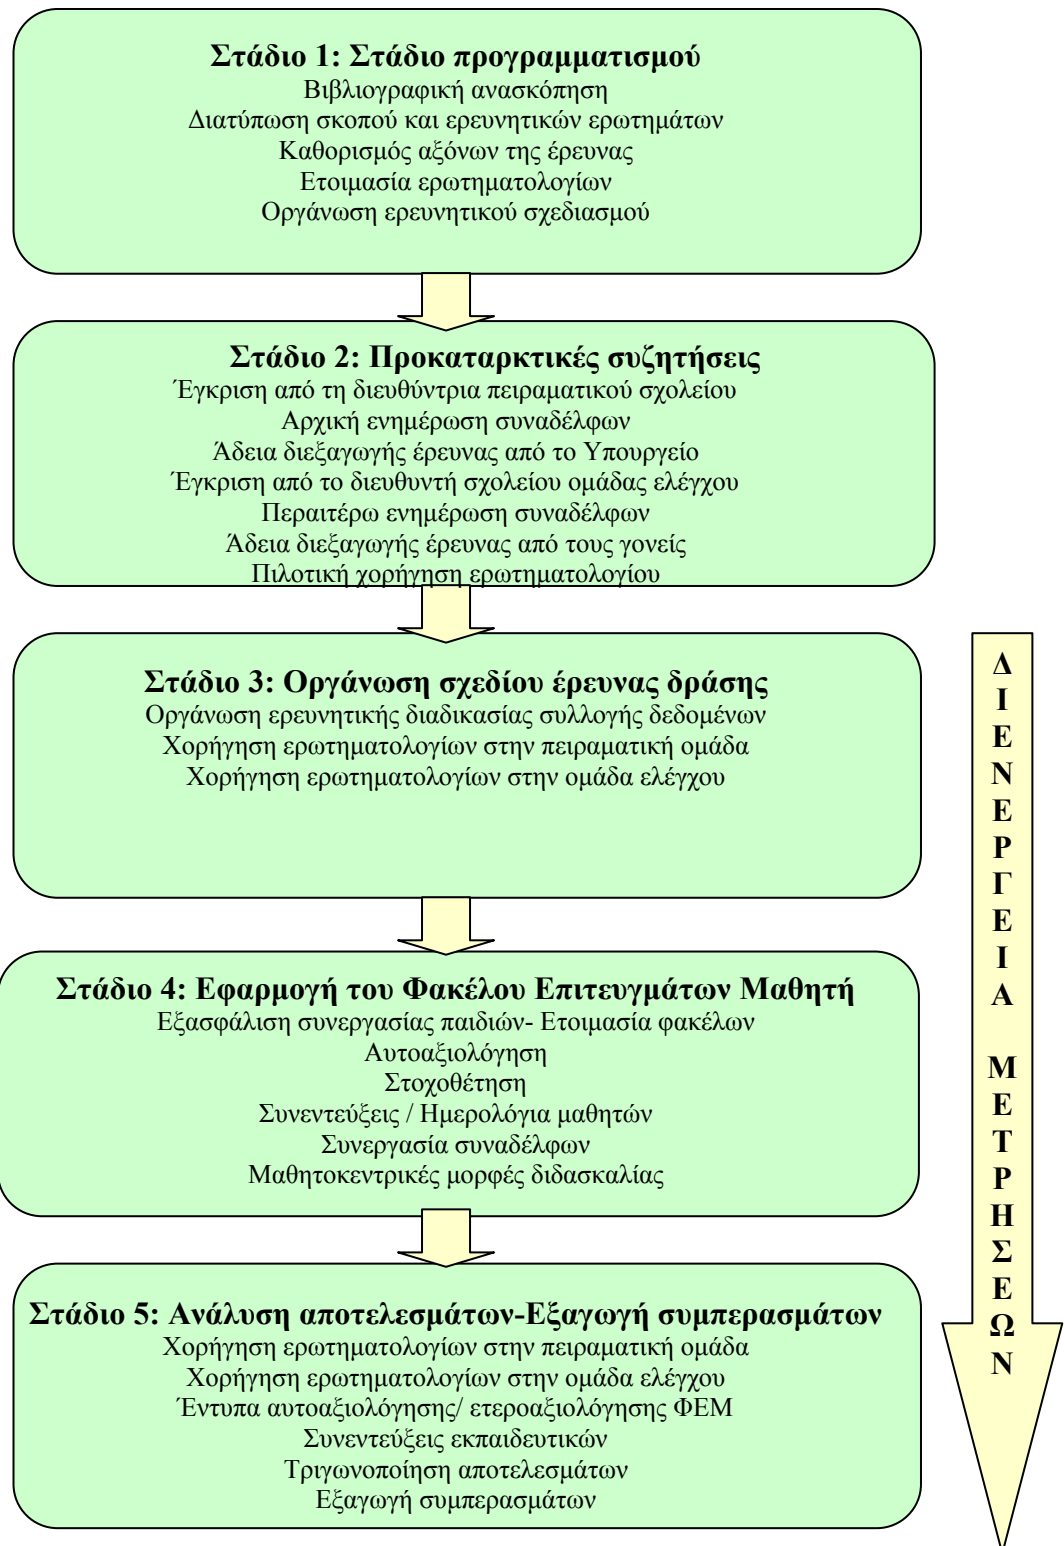 Στάδιο 1: Στάδιο προγραμματισμού
Βιβλιογραφική ανασκόπηση
Διατύπωση σκοπού και ερευνητικών ερωτημάτων
Καθορισμός αξόνων της έρευνας
Ετοιμασία ερωτηματολογίων
Οργάνωση ερευνητικού σχεδιασμού
Στάδιο 2: Προκαταρκτικές συζητήσεις
Έγκριση από τη διευθύντρια πειραματικού σχολείου
Αρχική ενημέρωση συναδέλφων
Άδεια διεξαγωγής έρευνας από το Υπουργείο
Έγκριση από το διευθυντή σχολείου ομάδας ελέγχου
Περαιτέρω ενημέρωση συναδέλφων
Άδεια διεξαγωγής έρευνας από τους γονείς
Πιλοτική χορήγηση ερωτηματολογίου
Στάδιο 3: Οργάνωση σχεδίου έρευνας δράσης
Οργάνωση ερευνητικής διαδικασίας συλλογής δεδομένων
Χορήγηση ερωτηματολογίων στην πειραματική ομάδα
Χορήγηση ερωτηματολογίων στην ομάδα ελέγχου
Στάδιο 4: Εφαρμογή του Φακέλου Επιτευγμάτων Μαθητή
Εξασφάλιση συνεργασίας παιδιών- Ετοιμασία φακέλων
Αυτοαξιολόγηση
Στοχοθέτηση
Συνεντεύξεις / Ημερολόγια μαθητών
Συνεργασία συναδέλφων
Μαθητοκεντρικές μορφές διδασκαλίας
Στάδιο 5: Ανάλυση αποτελεσμάτων-Εξαγωγή συμπερασμάτων
Χορήγηση ερωτηματολογίων στην πειραματική ομάδα
Χορήγηση ερωτηματολογίων στην ομάδα ελέγχου
Έντυπα αυτοαξιολόγησης/ ετεροαξιολόγησης ΦΕΜ
Συνεντεύξεις εκπαιδευτικών
Τριγωνοποίηση αποτελεσμάτων
Εξαγωγή συμπερασμάτων
ΔΙΕΝΕΡΓΕΙΑ ΜΕΤΡΗΣΕΩΝ